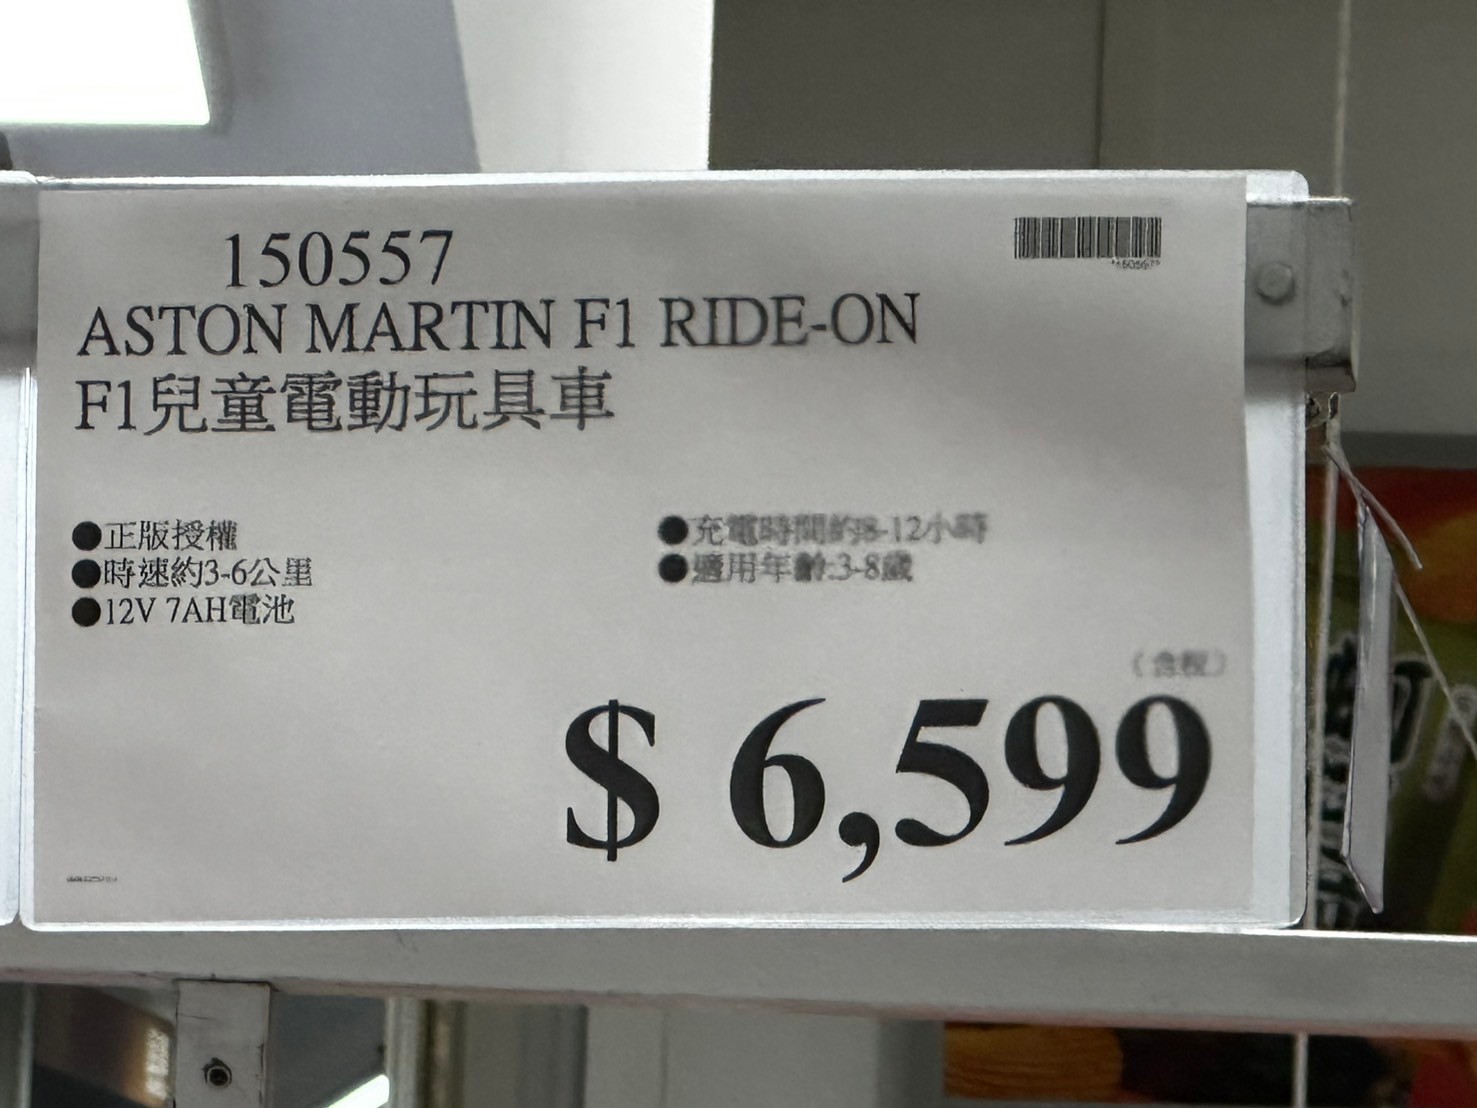 150557
ASTON MARTIN F1 RIDE-ON
F1兒童電動玩具車
●正版授權
●時速約3-6公里
●12V 7AH電池
●充電時間約8-12小時
●適用年齡:3-8歲
(含稅)
$ 6,599